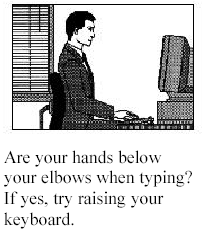 Are your hands below
your elbows when typing?
If yes, try raising your
keyboard.